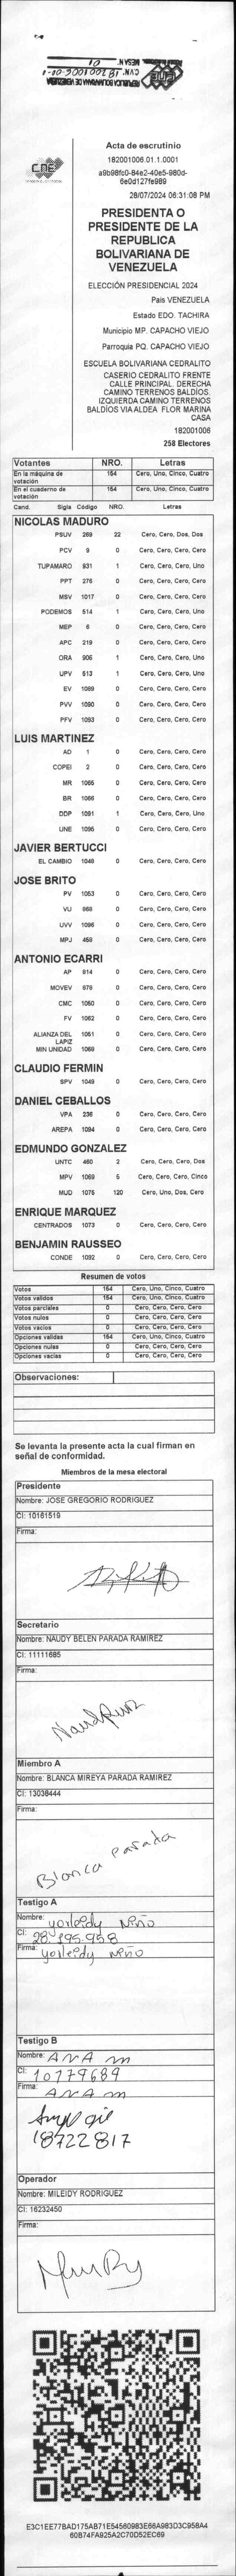 MESA N° 01
CVN: 182001006-01-1
REPUBLICA BOLIVARIANA DE VENEZUELA
CNE
CNE
Acta de escrutinio
182001006.01.1.0001
a9b98fc0-84e2-40e5-980d-
6e0d127fe989
28/07/2024 06:31:08 PM
PRESIDENTA O
PRESIDENTE DE LA
REPUBLICA
BOLIVARIANA DE
VENEZUELA
ELECCIÓN PRESIDENCIAL 2024
Pais VENEZUELA
Estado EDO. TACHIRA
Municipio MP. CAPACHO VIEJO
Parroquia PQ. CAPACHO VIEJO
ESCUELA BOLIVARIANA CEDRALITO
CASERIO CEDRALITO FRENTE
CALLE PRINCIPAL. DERECHA
CAMINO TERRENOS BALDÍOS.
IZQUIERDA CAMINO TERRENOS
BALDÍOS VIA ALDEA FLOR MARINA
CASA
182001006
258 Electores
Votantes NRO. Letras
En la máquina de votación 154 Cero, Uno, Cinco, Cuatro
En el cuaderno de votación 154 Cero, Uno, Cinco, Cuatro
Cand. Sigla Código NRO. Letras
NICOLAS MADURO
PSUV 269 22 Cero, Cero, Dos, Dos
PCV 9 0 Cero, Cero, Cero, Cero
TUPAMARO 931 1 Cero, Cero, Cero, Uno
PPT 276 0 Cero, Cero, Cero, Cero
MSV 1017 0 Cero, Cero, Cero, Cero
PODEMOS 514 1 Cero, Cero, Cero, Uno
MEP 6 0 Cero, Cero, Cero, Cero
APC 219 0 Cero, Cero, Cero, Cero
ORA 906 1 Cero, Cero, Cero, Uno
UPV 513 1 Cero, Cero, Cero, Uno
EV 1089 0 Cero, Cero, Cero, Cero
PVV 1090 0 Cero, Cero, Cero, Cero
PFV 1093 0 Cero, Cero, Cero, Cero
LUIS MARTINEZ
AD 1 0 Cero, Cero, Cero, Cero
COPEI 2 0 Cero, Cero, Cero, Cero
MR 1065 0 Cero, Cero, Cero, Cero
BR 1066 0 Cero, Cero, Cero, Cero
DDP 1091 1 Cero, Cero, Cero, Uno
UNE 1095 0 Cero, Cero, Cero, Cero
JAVIER BERTUCCI
EL CAMBIO 1048 0 Cero, Cero, Cero, Cero
JOSE BRITO
PV 1053 0 Cero, Cero, Cero, Cero
VU 868 0 Cero, Cero, Cero, Cero
UVV 1096 0 Cero, Cero, Cero, Cero
MPJ 458 0 Cero, Cero, Cero, Cero
ANTONIO ECARRI
AP 814 0 Cero, Cero, Cero, Cero
MOVEV 878 0 Cero, Cero, Cero, Cero
CMC 1050 0 Cero, Cero, Cero, Cero
FV 1062 0 Cero, Cero, Cero, Cero
ALIANZA DEL LAPIZ 1051 0 Cero, Cero, Cero, Cero
MIN UNIDAD 1069 0 Cero, Cero, Cero, Cero
CLAUDIO FERMIN
SPV 1049 0 Cero, Cero, Cero, Cero
DANIEL CEBALLOS
VPA 236 0 Cero, Cero, Cero, Cero
AREPA 1094 0 Cero, Cero, Cero, Cero
EDMUNDO GONZALEZ
UNTC 460 2 Cero, Cero, Cero, Dos
MPV 1069 5 Cero, Cero, Cero, Cinco
MUD 1075 120 Cero, Uno, Dos, Cero
ENRIQUE MARQUEZ
CENTRADOS 1073 0 Cero, Cero, Cero, Cero
BENJAMIN RAUSSEO
CONDE 1092 0 Cero, Cero, Cero, Cero
Resumen de votos
Votos 154 Cero, Uno, Cinco, Cuatro
Votos validos 154 Cero, Uno, Cinco, Cuatro
Votos parciales 0 Cero, Cero, Cero, Cero
Votos nulos 0 Cero, Cero, Cero, Cero
Votos vacios 0 Cero, Cero, Cero, Cero
Opciones validas 154 Cero, Uno, Cinco, Cuatro
Opciones nulas 0 Cero, Cero, Cero, Cero
Opciones vacias 0 Cero, Cero, Cero, Cero
Observaciones:
Se levanta la presente acta la cual firman en
señal de conformidad.
Miembros de la mesa electoral
Presidente
Nombre: JOSE GREGORIO RODRIGUEZ
CI: 10161519
Firma:
Secretario
Nombre: NAUDY BELEN PARADA RAMIREZ
CI: 11111685
Firma:
Miembro A
Nombre: BLANCA MIREYA PARADA RAMIREZ
CI: 13038444
Firma:
Blanca Parada
Testigo A
Nombre: yorleidy Niño
CI: 28.195.958
Firma: yorleidy Niño
Testigo B
Nombre: ANA m
CI: 10779689
Firma: ANA m
18722817
Operador
Nombre: MILEIDY RODRIGUEZ
CI: 16232450
Firma:
E3C1EE77BAD175AB71E54560983E66A983D3C958A4
60B74FA925A2C70D52EC69